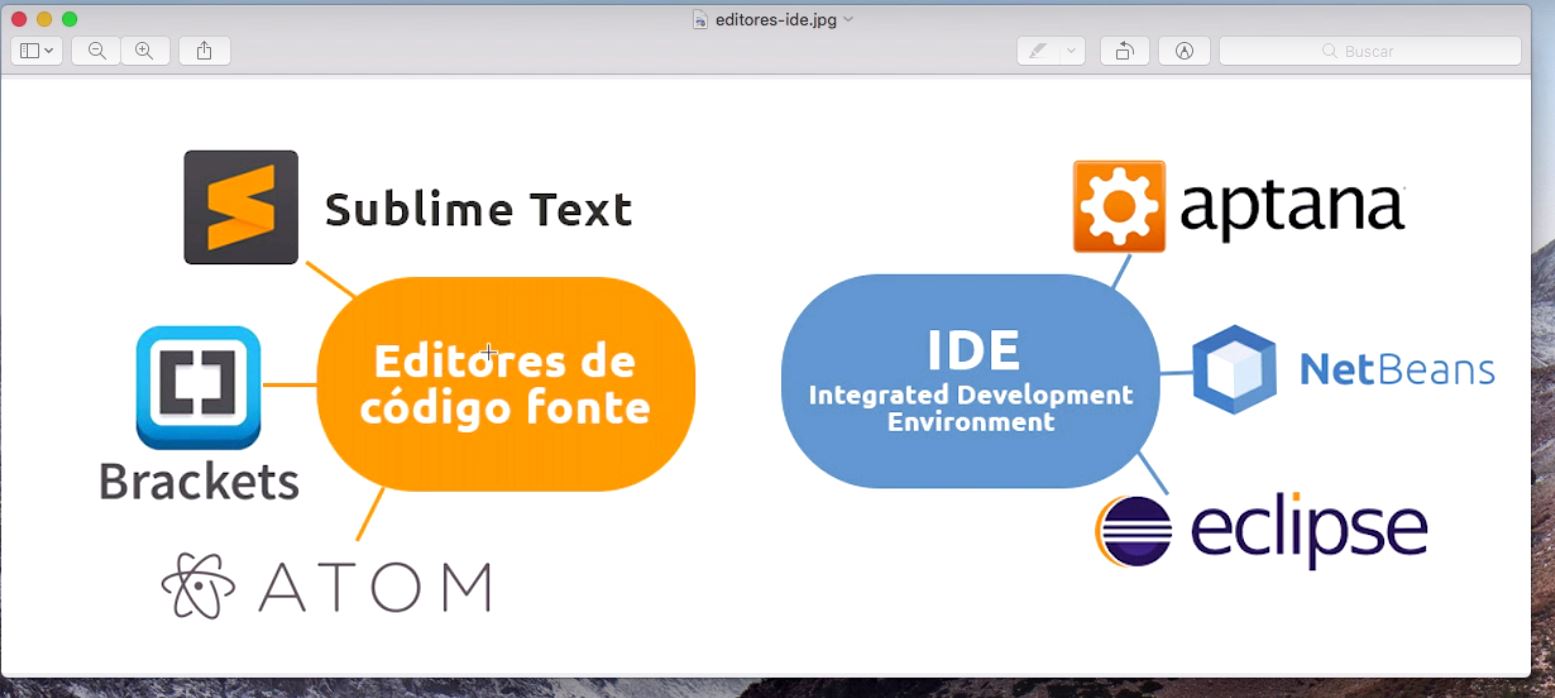 editores-ide.jpg
Buscar
Sublime Text
Editores de
código fonte
Brackets
ATOM
aptana
IDE
Integrated Development
Environment
NetBeans
eclipse